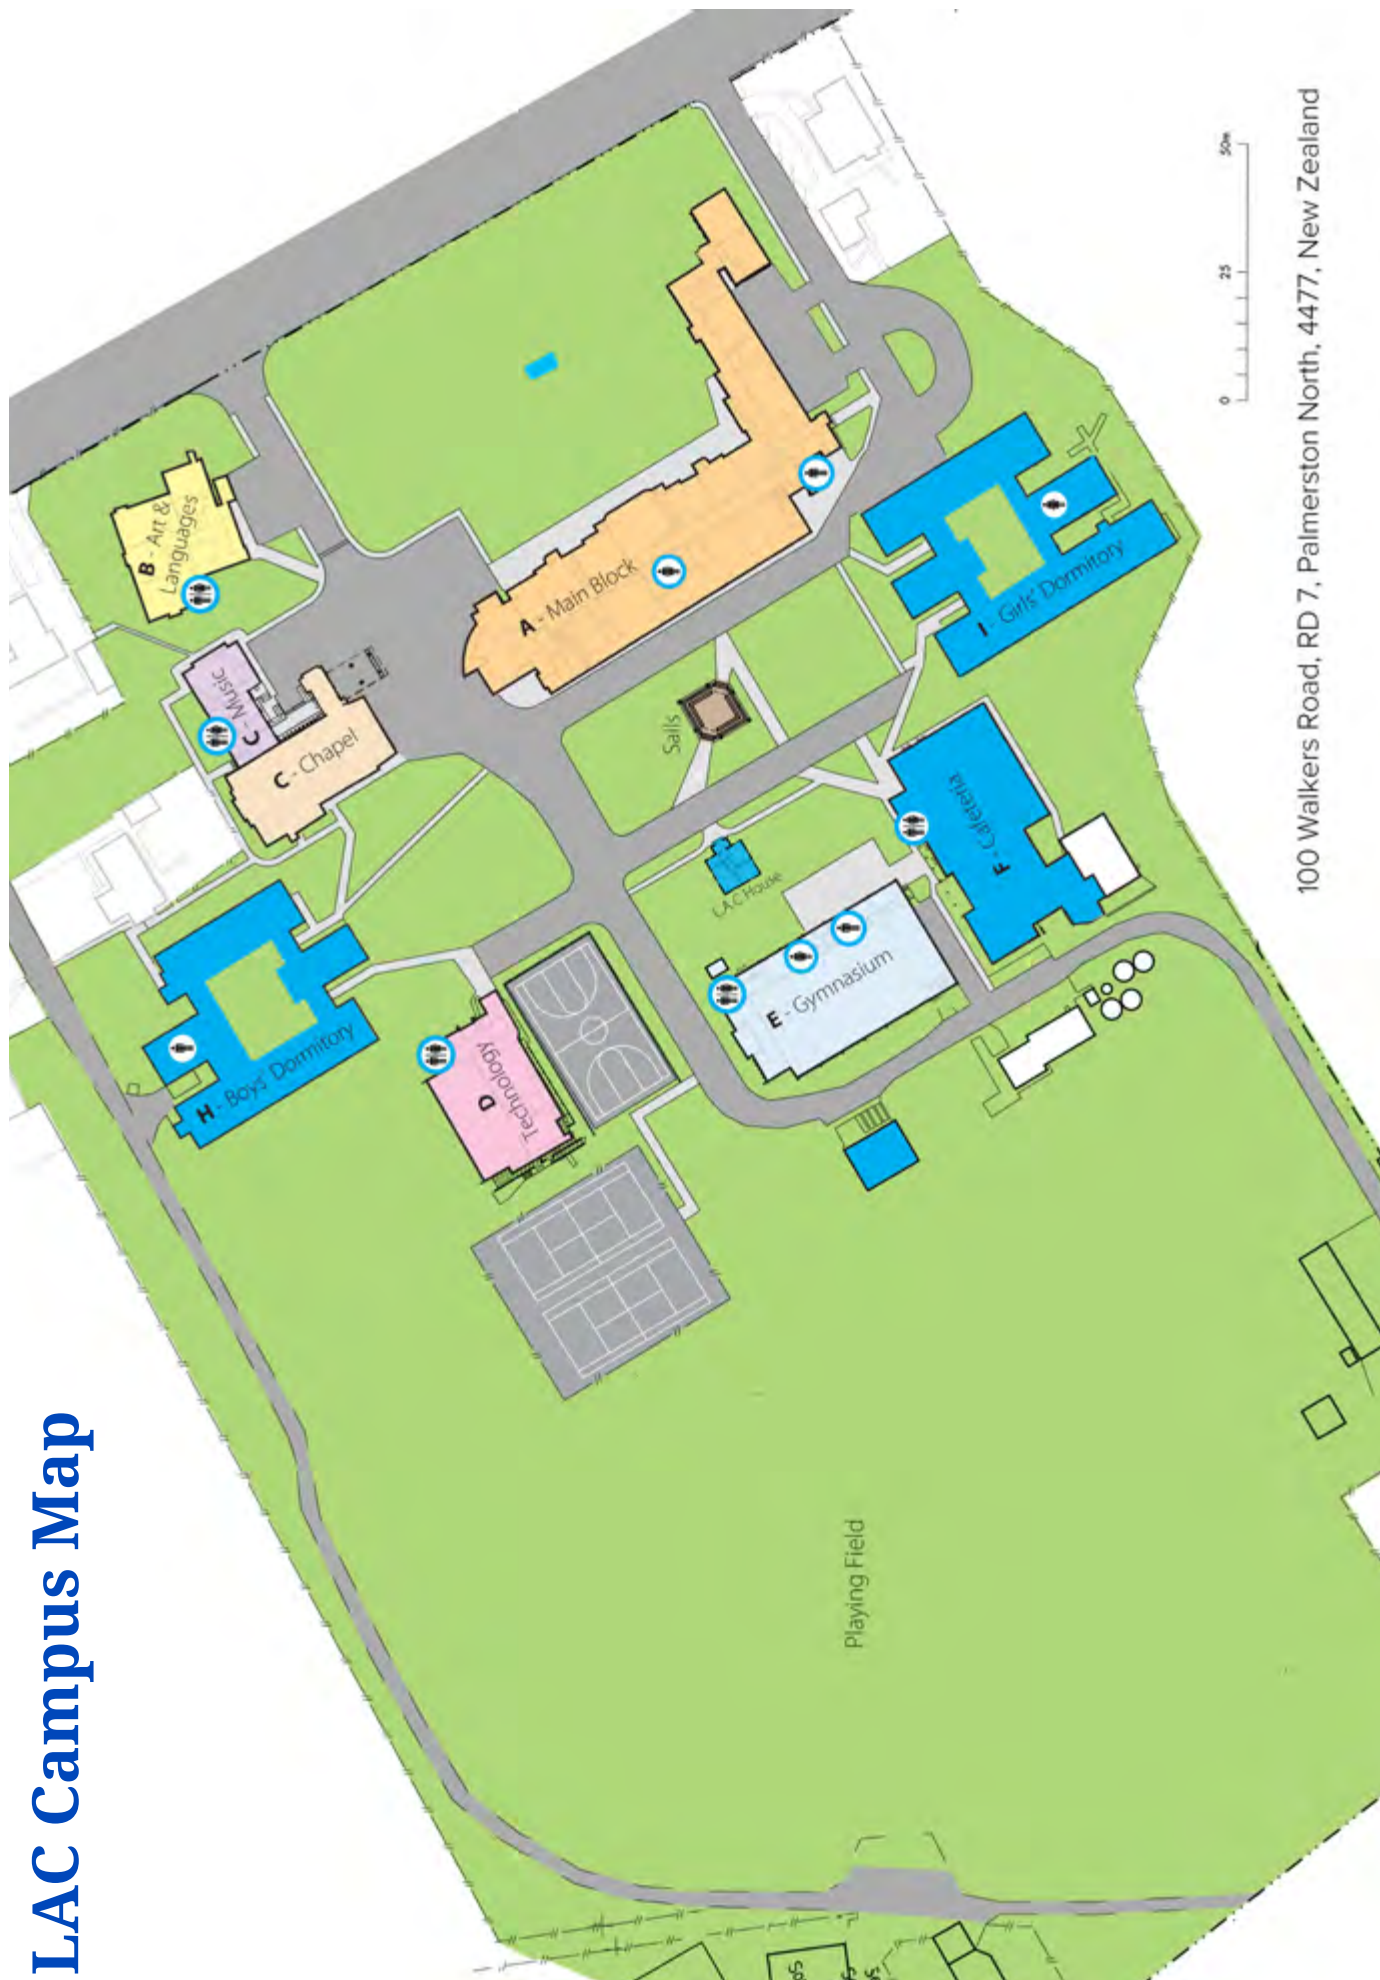 LAC Campus Map
B - Art &
Languages
C - Music
C - Chapel
H - Boys' Dormitory
D
Technology
A - Main Block
Sails
LAC House
E - Gymnasium
F - Cafeteria
I - Girls' Dormitory
Playing Field
0 25 50m
100 Walkers Road, RD 7, Palmerston North, 4477, New Zealand